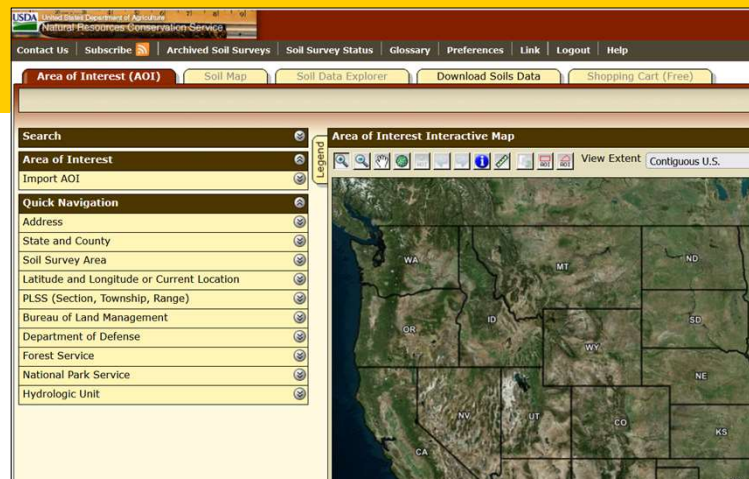 USDA United States Department of Agriculture
Natural Resources Conservation Service
Contact Us | Subscribe | Archived Soil Surveys | Soil Survey Status | Glossary | Preferences | Link | Logout | Help
Area of Interest (AOI) Soil Map Soil Data Explorer Download Soils Data Shopping Cart (Free)
Search
Area of Interest
Import AOI
Quick Navigation
Address
State and County
Soil Survey Area
Latitude and Longitude or Current Location
PLSS (Section, Township, Range)
Bureau of Land Management
Department of Defense
Forest Service
National Park Service
Hydrologic Unit
Legend
Area of Interest Interactive Map
View Extent Contiguous U.S.
WA
MT
ND
OR
ID
SD
WY
NE
NV
UT
CO
KS
CA